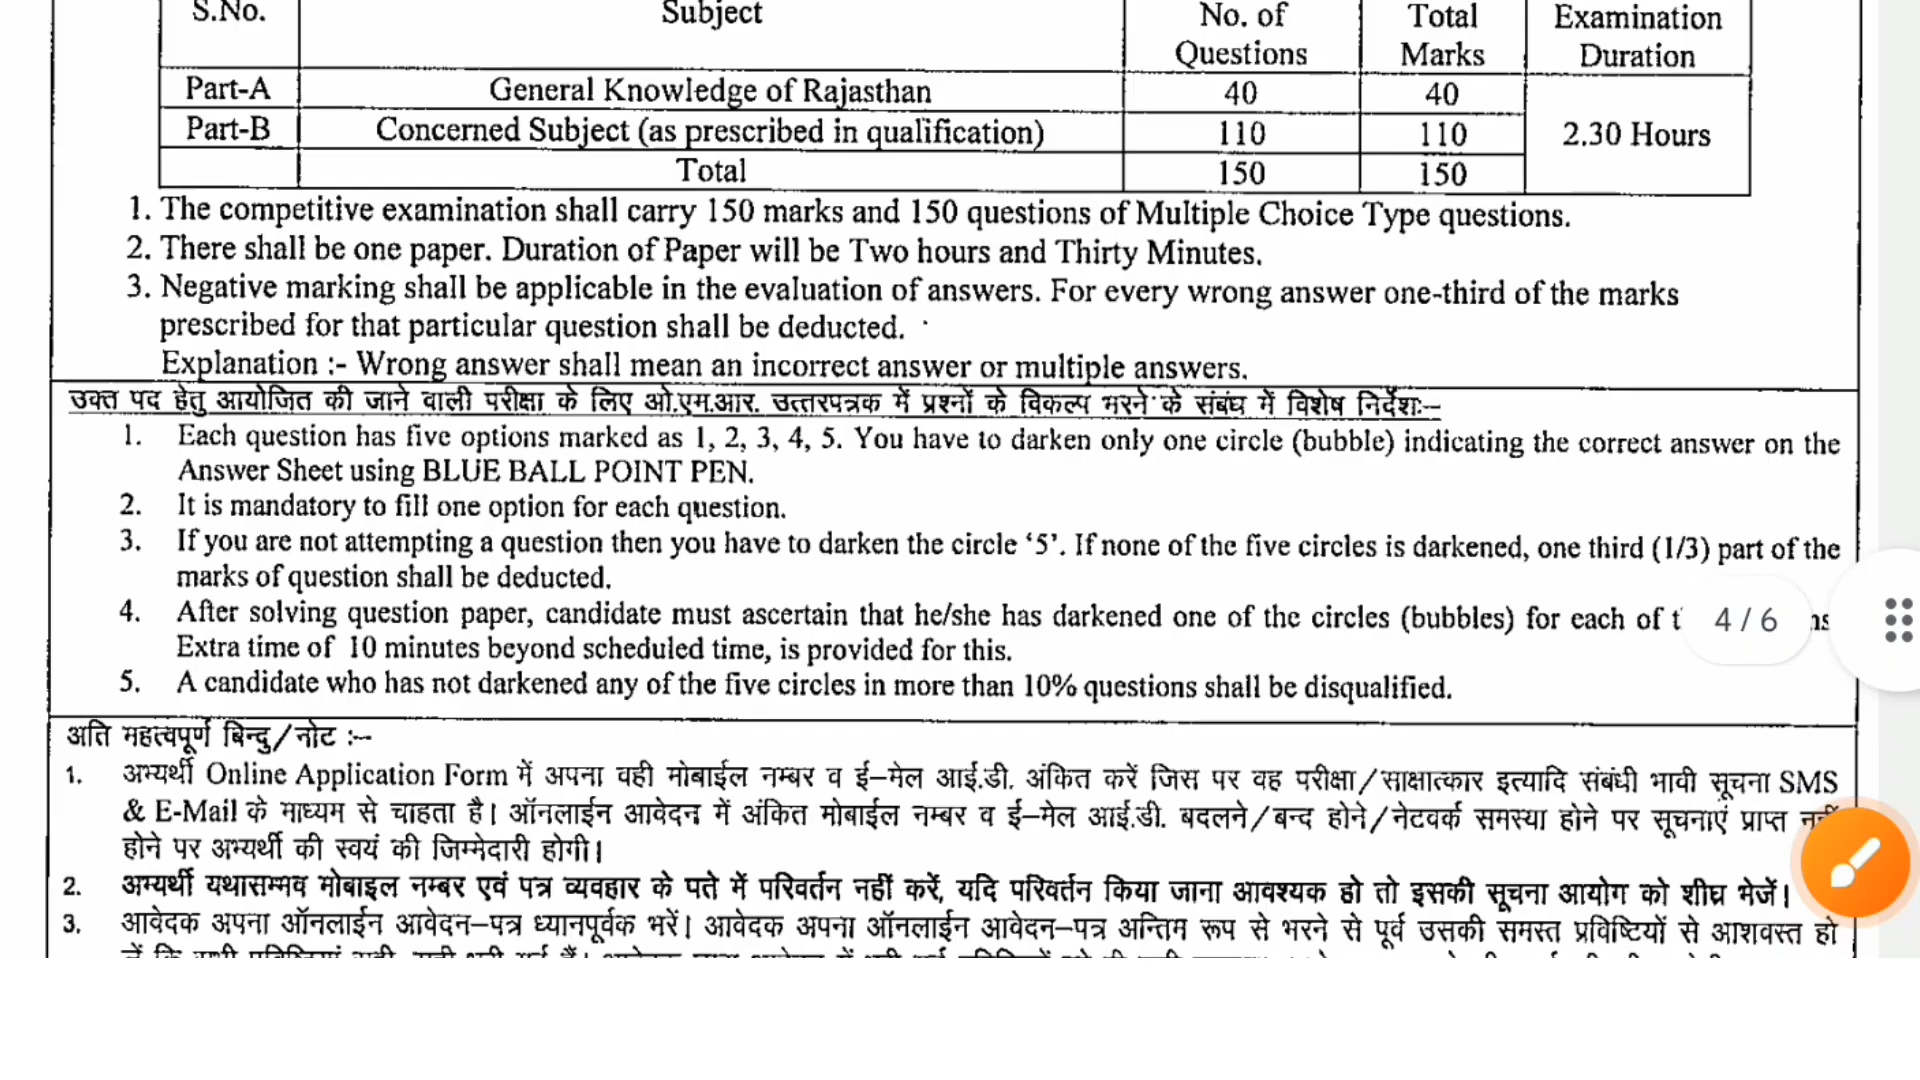 S.No. Subject No. of Questions Total Marks Examination Duration
Part-A General Knowledge of Rajasthan 40 40 2.30 Hours
Part-B Concerned Subject (as prescribed in qualification) 110 110
Total 150 150
1. The competitive examination shall carry 150 marks and 150 questions of Multiple Choice Type questions.
2. There shall be one paper. Duration of Paper will be Two hours and Thirty Minutes.
3. Negative marking shall be applicable in the evaluation of answers. For every wrong answer one-third of the marks
prescribed for that particular question shall be deducted.
Explanation :- Wrong answer shall mean an incorrect answer or multiple answers.
उक्त पद हेतु आयोजित की जाने वाली परीक्षा के लिए ओ.एम.आर. उत्तरपत्रक में प्रश्नों के विकल्प भरने के संबंध में विशेष निर्देशः–
1. Each question has five options marked as 1, 2, 3, 4, 5. You have to darken only one circle (bubble) indicating the correct answer on the
Answer Sheet using BLUE BALL POINT PEN.
2. It is mandatory to fill one option for each question.
3. If you are not attempting a question then you have to darken the circle ‘5’. If none of the five circles is darkened, one third (1/3) part of the
marks of question shall be deducted.
4. After solving question paper, candidate must ascertain that he/she has darkened one of the circles (bubbles) for each of
4 / 6
Extra time of 10 minutes beyond scheduled time, is provided for this.
5. A candidate who has not darkened any of the five circles in more than 10% questions shall be disqualified.
अति महत्वपूर्ण बिन्दु/नोट :–
1. अभ्यर्थी Online Application Form में अपना वही मोबाईल नम्बर व ई–मेल आई.डी. अंकित करें जिस पर वह परीक्षा/साक्षात्कार इत्यादि संबंधी भावी सूचना SMS
& E-Mail के माध्यम से चाहता है। ऑनलाईन आवेदन में अंकित मोबाईल नम्बर व ई–मेल आई.डी. बदलने/बन्द होने/नेटवर्क समस्या होने पर सूचनाएं प्राप्त नहीं
होने पर अभ्यर्थी की स्वयं की जिम्मेदारी होगी।
2. अभ्यर्थी यथासम्भव मोबाइल नम्बर एवं पत्र व्यवहार के पते में परिवर्तन नहीं करें, यदि परिवर्तन किया जाना आवश्यक हो तो इसकी सूचना आयोग को शीघ्र भेजें।
3. आवेदक अपना ऑनलाईन आवेदन–पत्र ध्यानपूर्वक भरें। आवेदक अपना ऑनलाईन आवेदन–पत्र अन्तिम रूप से भरने से पूर्व उसकी समस्त प्रविष्टियों से आशवस्त हो